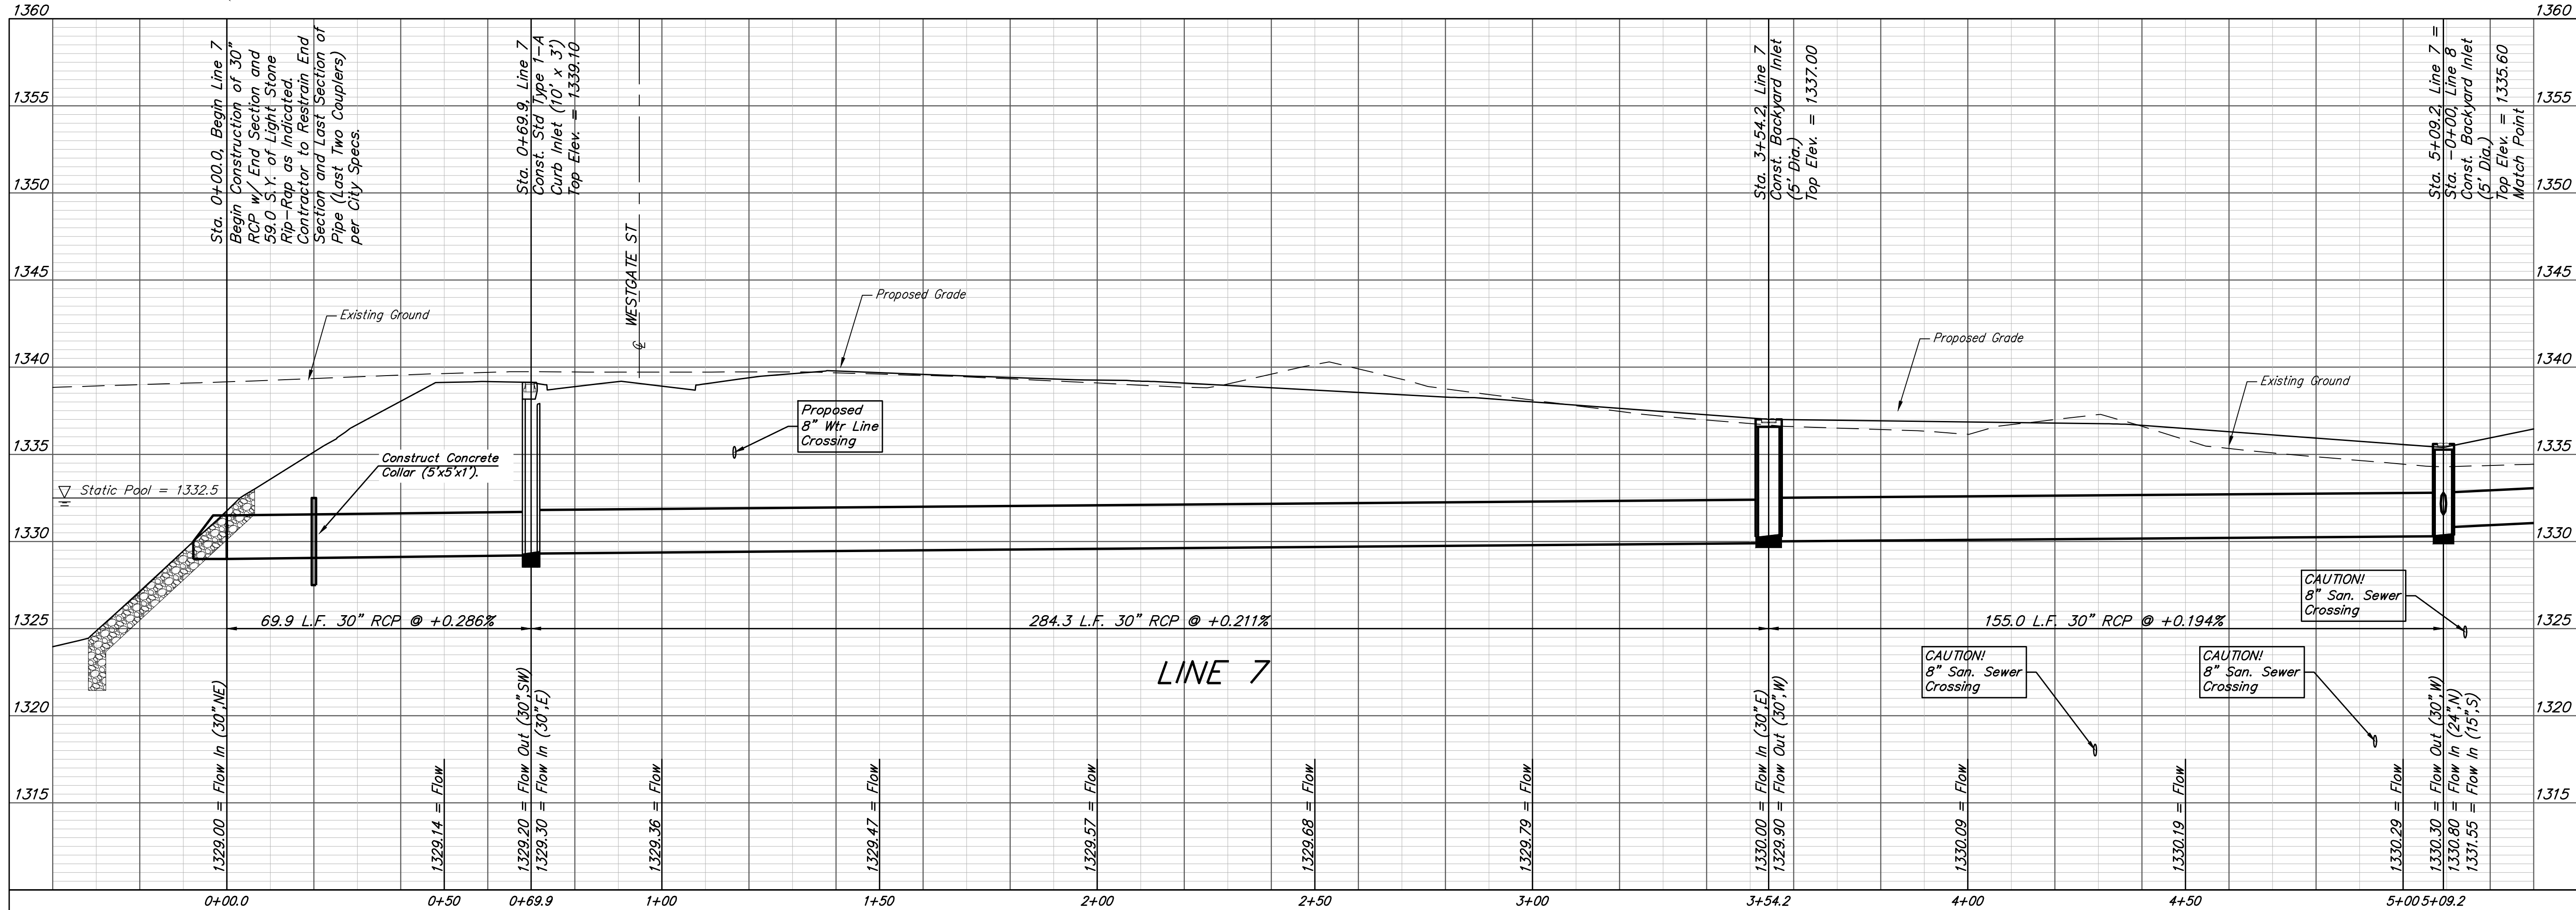 1360
1355
1350
1345
1340
1335
1330
1325
1320
1315
1360
1355
1350
1345
1340
1335
1330
1325
1320
1315
Sta. 0+00.0, Begin Line 7
Begin Construction of 30"
RCP w/ End Section and
59.0 S.Y. of Light Stone
Rip-Rap as Indicated.
Contractor to Restrain End
Section and Last Section of
Pipe (Last Two Couplers)
per City Specs.
Sta. 0+69.9, Line 7
Const. Std Type 1-A
Curb Inlet (10' x 3')
Top Elev. = 1339.10
WESTGATE ST
℄
Sta. 3+54.2, Line 7
Const. Backyard Inlet
(5' Dia.)
Top Elev. = 1337.00
Sta. 5+09.2, Line 7 =
Sta. -0+00, Line 8
Const. Backyard Inlet
(5' Dia.)
Top Elev. = 1335.60
Match Point
Existing Ground
Proposed Grade
Proposed Grade
Existing Ground
Proposed
8" Wtr Line
Crossing
Construct Concrete
Collar (5'x5'x1').
Static Pool = 1332.5
69.9 L.F. 30" RCP @ +0.286%
284.3 L.F. 30" RCP @ +0.211%
155.0 L.F. 30" RCP @ +0.194%
CAUTION!
8" San. Sewer
Crossing
CAUTION!
8" San. Sewer
Crossing
CAUTION!
8" San. Sewer
Crossing
LINE 7
1329.00 = Flow In (30",NE)
1329.14 = Flow
1329.20 = Flow Out (30",SW)
1329.30 = Flow In (30",E)
1329.36 = Flow
1329.47 = Flow
1329.57 = Flow
1329.68 = Flow
1329.79 = Flow
1330.00 = Flow In (30",E)
1329.90 = Flow Out (30",W)
1330.09 = Flow
1330.19 = Flow
1330.29 = Flow
1330.30 = Flow Out (30",W)
1330.80 = Flow In (24",N)
1331.55 = Flow In (15",S)
0+00.0
0+50
0+69.9
1+00
1+50
2+00
2+50
3+00
3+54.2
4+00
4+50
5+00
5+09.2